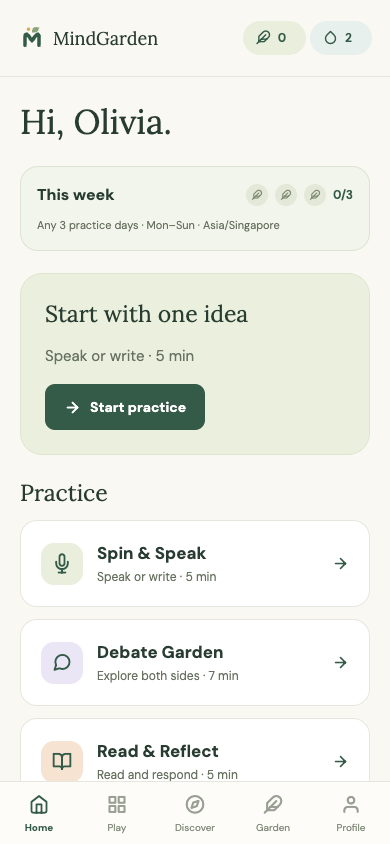 MindGarden
0
2
Hi, Olivia.
This week
0/3
Any 3 practice days · Mon–Sun · Asia/Singapore
Start with one idea
Speak or write · 5 min
Start practice
Practice
Spin & Speak
Speak or write · 5 min
Debate Garden
Explore both sides · 7 min
Read & Reflect
Read and respond · 5 min
Home
Play
Discover
Garden
Profile